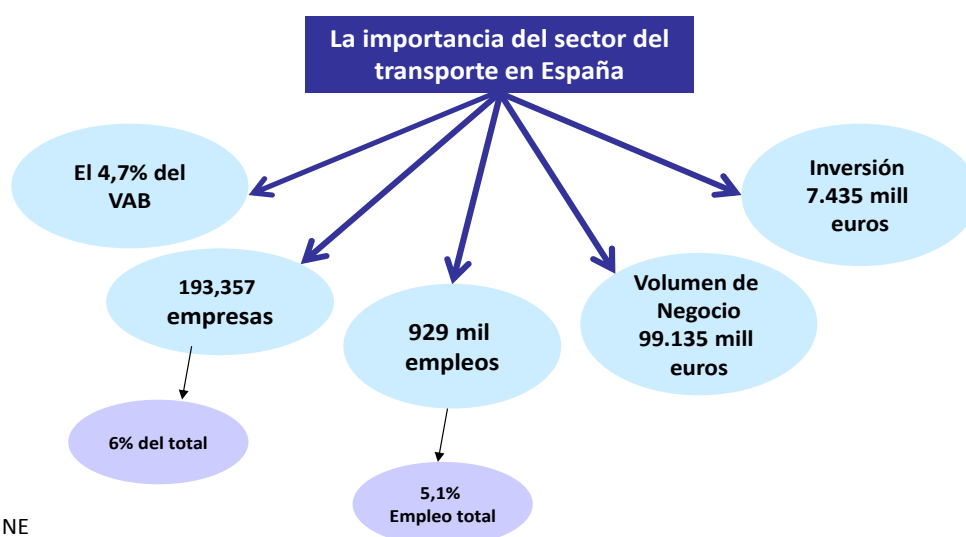 La importancia del sector del
transporte en España
El 4,7% del
VAB
Inversión
7.435 mill
euros
193,357
empresas
929 mil
empleos
Volumen de
Negocio
99.135 mill
euros
6% del total
5,1%
Empleo total
NE